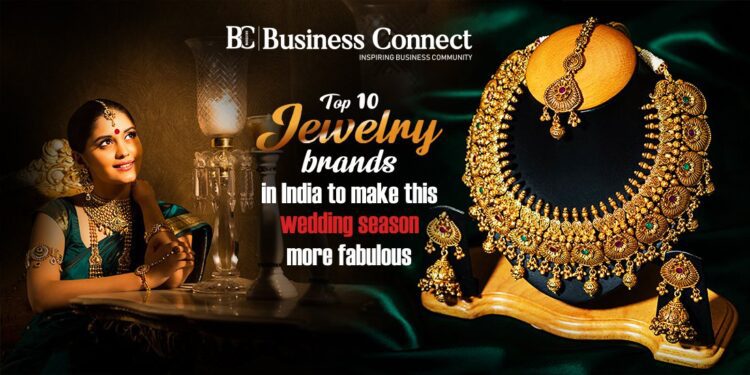 BC Business Connect
INSPIRING BUSINESS COMMUNITY
Top 10
Jewelry
brands
in India to make this
wedding season
more fabulous